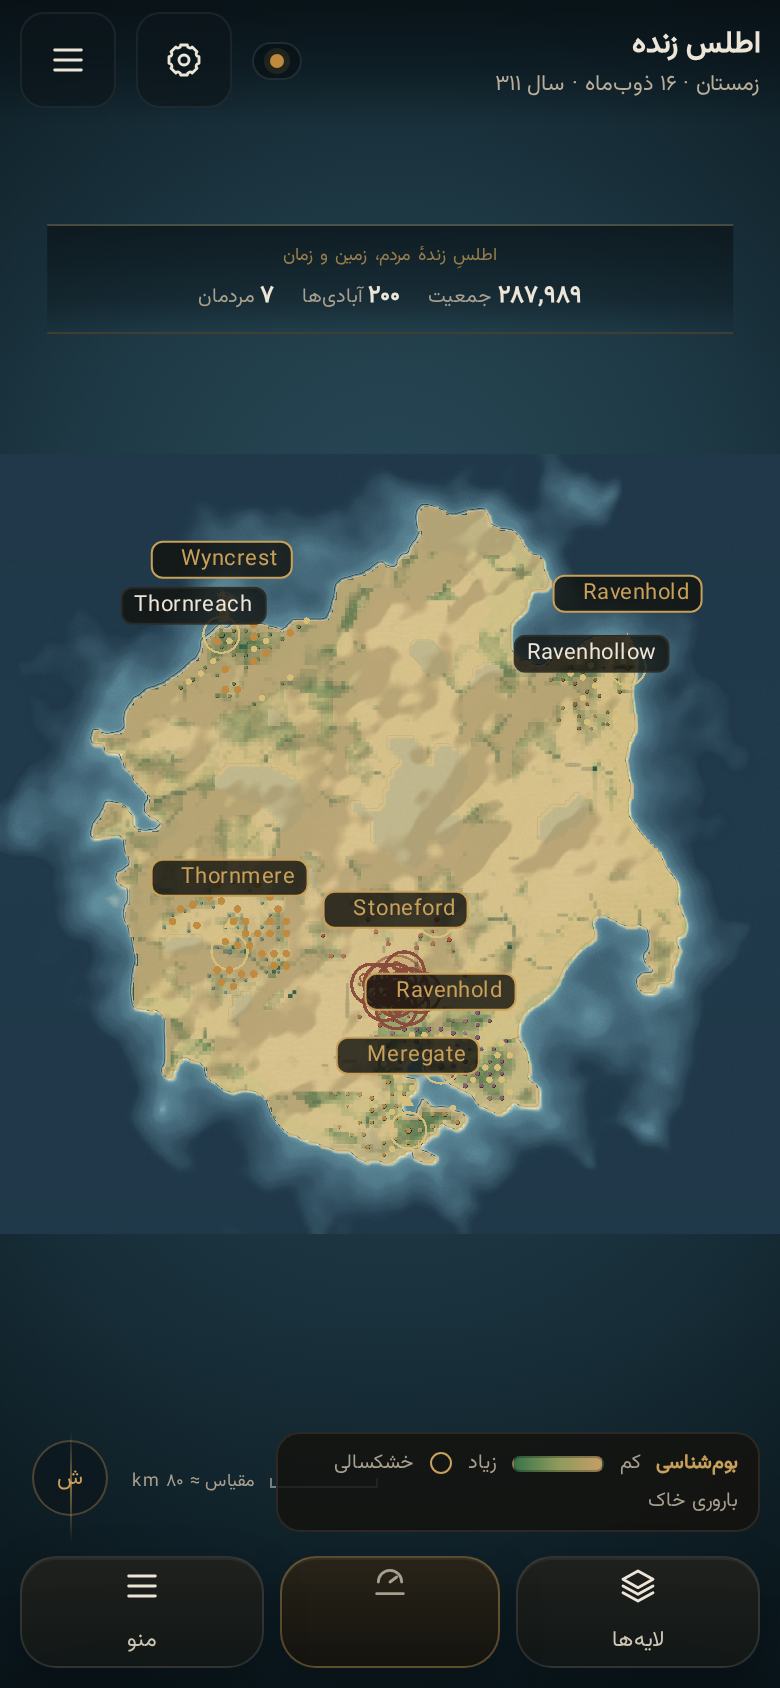 اطلس زنده
زمستان · ۱۶ ذوب‌ماه · سال ۳۱۱
اطلسِ زندهٔ مردم، زمین و زمان
۲۸۷,۹۸۹ جمعیت ۲۰۰ آبادی‌ها ۷ مردمان
Wyncrest
Ravenhold
Thornreach
Ravenhollow
Thornmere
Stoneford
Ravenhold
Meregate
بوم‌شناسی کم زیاد خشکسالی
باروری خاک
مقیاس ≈ ۸۰ km
ش
لایه‌ها
منو